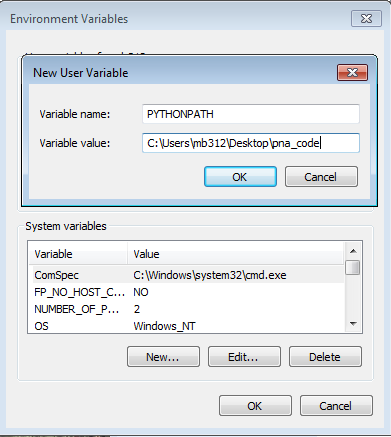 Environment Variables
New User Variable
Variable name: PYTHONPATH
Variable value: C:\Users\mb312\Desktop\pna_code
OK Cancel
System variables
Variable Value
ComSpec C:\Windows\system32\cmd.exe
FP_NO_HOST_C... NO
NUMBER_OF_P... 2
OS Windows_NT
New... Edit... Delete
OK Cancel